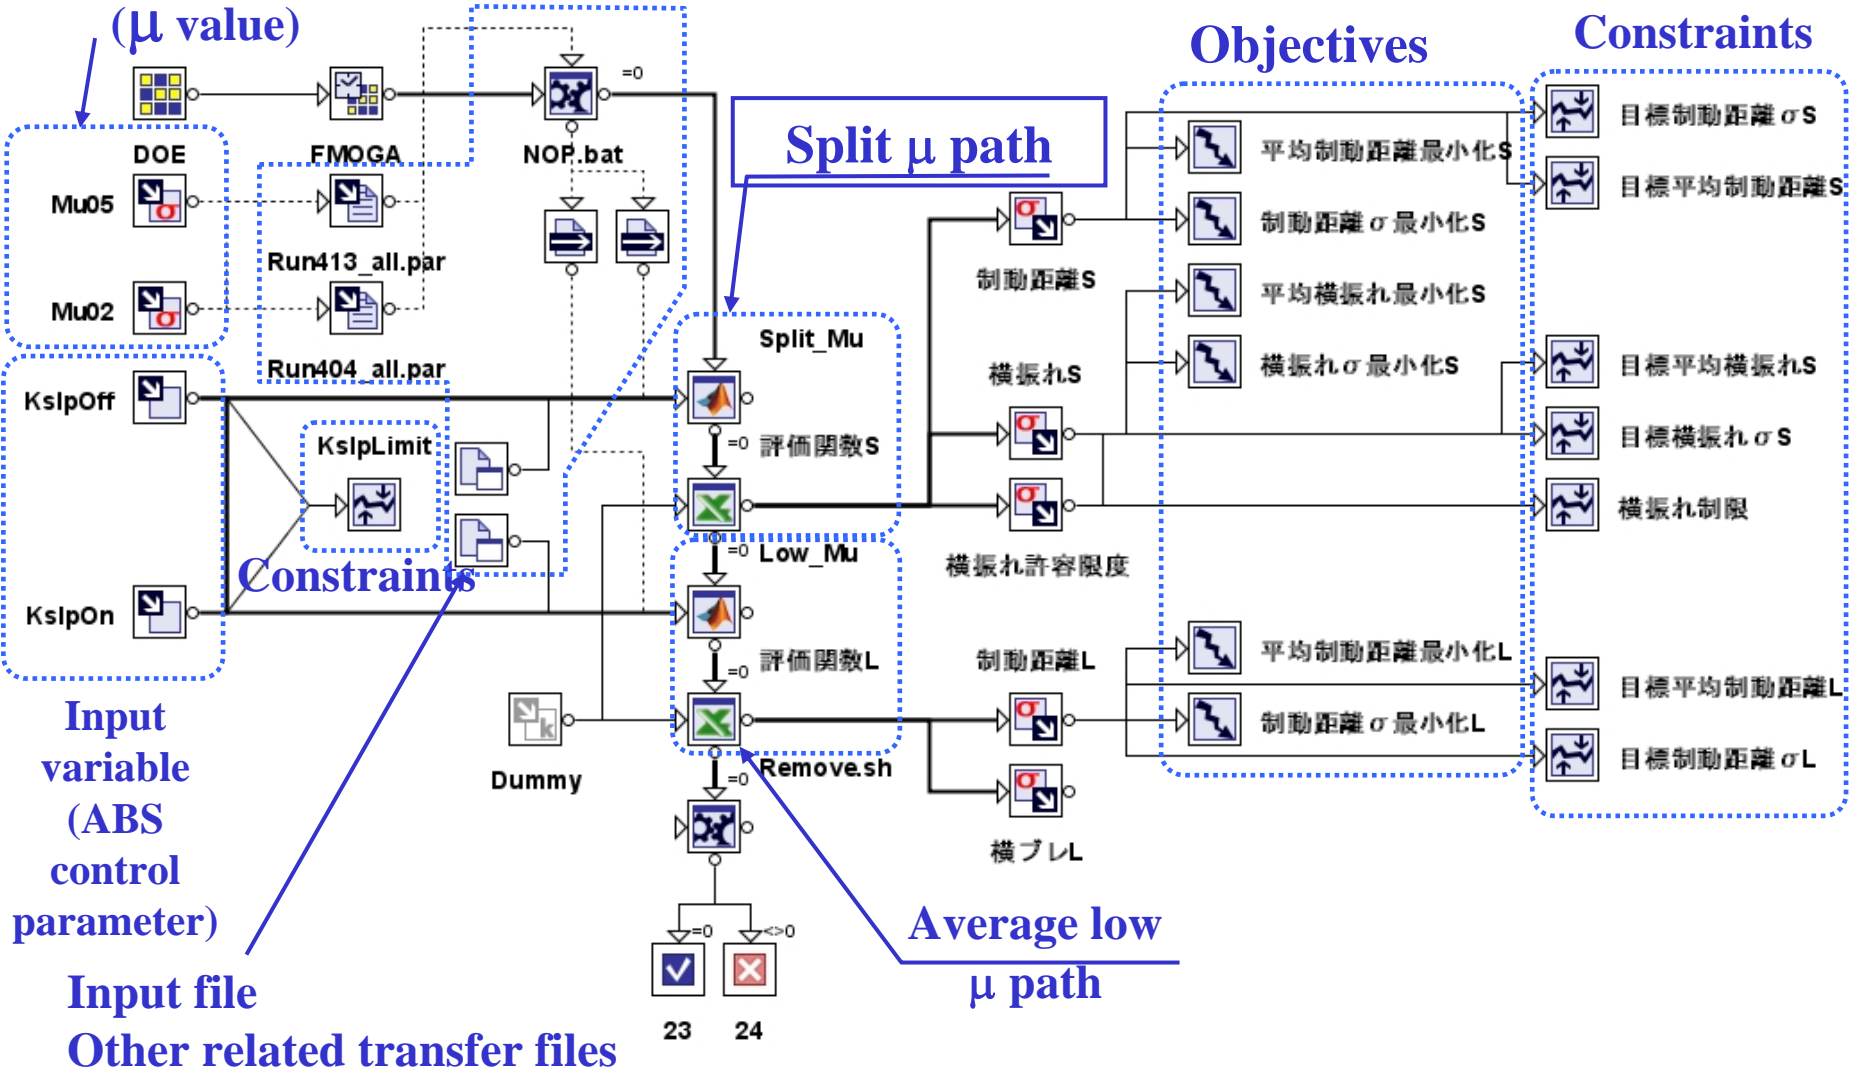 (μ value)
Objectives
Constraints
=0
DOE
FMOGA
NOP.bat
Split μ path
目標制動距離σS
平均制動距離最小化S
目標平均制動距離S
Mu05
制動距離σ最小化S
Run413_all.par
制動距離S
平均横振れ最小化S
Mu02
Split_Mu
Run404_all.par
横振れS
横振れσ最小化S
目標平均横振れS
KslpOff
KslpLimit
=0
評価関数S
目標横振れσS
横振れ制限
=0
Low_Mu
横振れ許容限度
Constraints
KslpOn
評価関数L
=0
制動距離L
平均制動距離最小化L
目標平均制動距離L
制動距離σ最小化L
k
Dummy
Remove.sh
=0
目標制動距離σL
横ブレL
Input
variable
(ABS
control
parameter)
=0
<>0
Average low
μ path
23
24
Input file
Other related transfer files